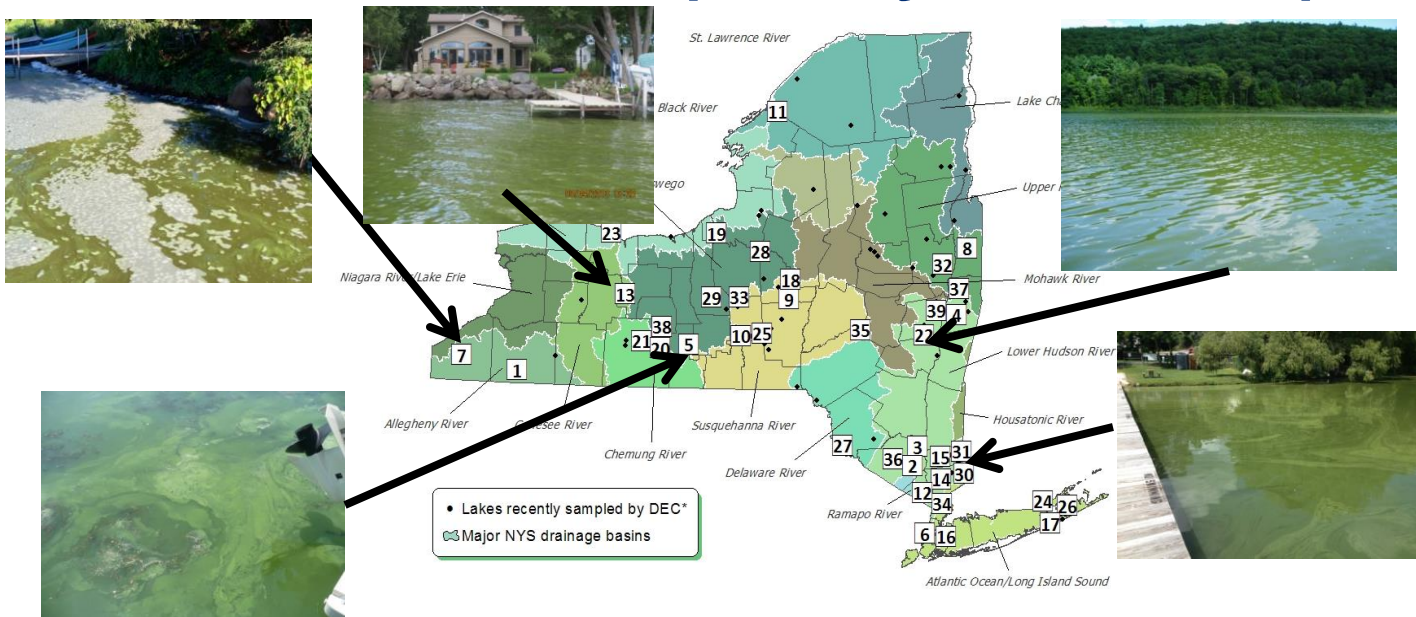 St. Lawrence River
Black River
11
Lake Cha
23
19
28
Upper
8
32
Niagara River/Lake Erie
Mohawk River
13
18
29
33
9
37
39
4
38
21
20
5
10
25
35
22
7
1
Lower Hudson River
Allegheny River
Susquehanna River
Housatonic River
Chemung River
27
Delaware River
3
15
31
36
2
30
14
12
34
Ramapo River
24
26
17
6
16
• Lakes recently sampled by DEC*
Major NYS drainage basins
Atlantic Ocean/Long Island Sound